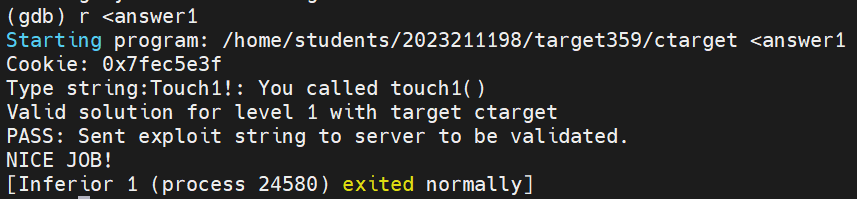 (gdb) r <answer1
Starting program: /home/students/2023211198/target359/ctarget <answer1
Cookie: 0x7fec5e3f
Type string:Touch1!: You called touch1()
Valid solution for level 1 with target ctarget
PASS: Sent exploit string to server to be validated.
NICE JOB!
[Inferior 1 (process 24580) exited normally]